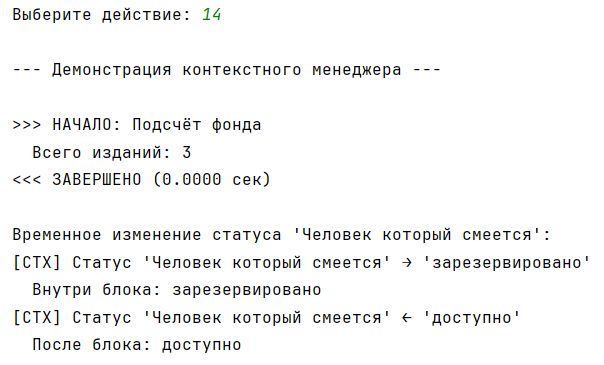 Выберите действие: 14
--- Демонстрация контекстного менеджера ---
>>> НАЧАЛО: Подсчёт фонда
Всего изданий: 3
<<< ЗАВЕРШЕНО (0.0000 сек)
Временное изменение статуса 'Человек который смеется':
[CTX] Статус 'Человек который смеется' → 'зарезервировано'
Внутри блока: зарезервировано
[CTX] Статус 'Человек который смеется' ← 'доступно'
После блока: доступно